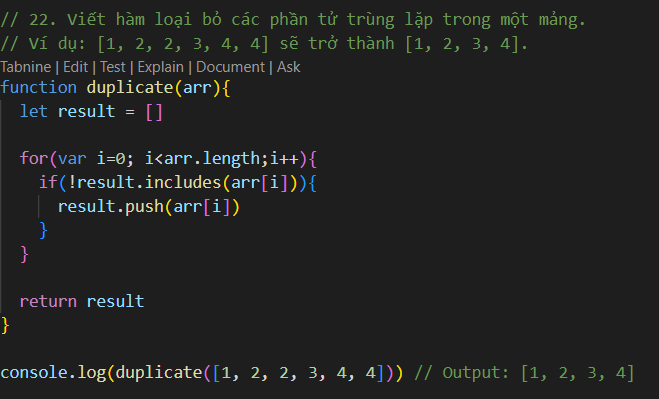 // 22. Viết hàm loại bỏ các phần tử trùng lặp trong một mảng.
// Ví dụ: [1, 2, 2, 3, 4, 4] sẽ trở thành [1, 2, 3, 4].
Tabnine | Edit | Test | Explain | Document | Ask
function duplicate(arr){
  let result = []
  for(var i=0; i<arr.length;i++){
    if(!result.includes(arr[i])){
      result.push(arr[i])
    }
  }
  return result
}
console.log(duplicate([1, 2, 2, 3, 4, 4])) // Output: [1, 2, 3, 4]